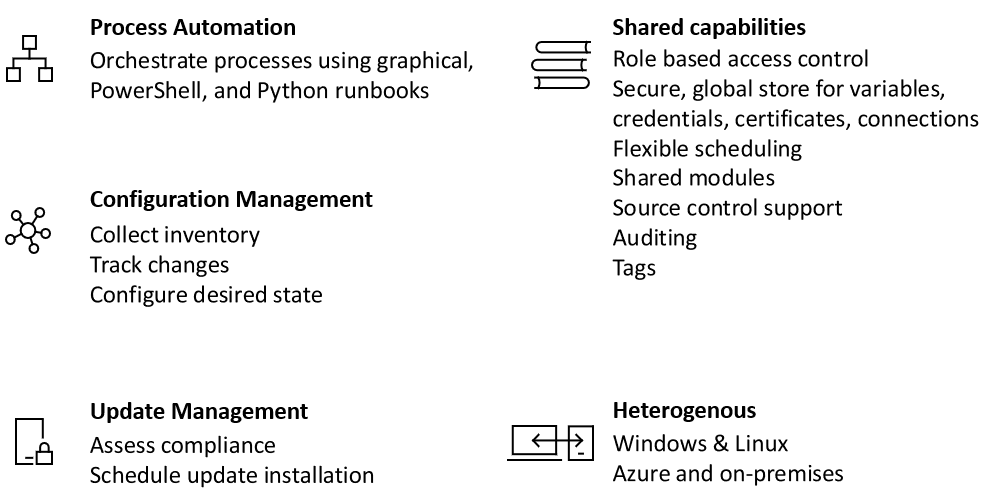 Process Automation
Orchestrate processes using graphical,
PowerShell, and Python runbooks
Configuration Management
Collect inventory
Track changes
Configure desired state
Update Management
Assess compliance
Schedule update installation
Shared capabilities
Role based access control
Secure, global store for variables,
credentials, certificates, connections
Flexible scheduling
Shared modules
Source control support
Auditing
Tags
Heterogenous
Windows & Linux
Azure and on-premises